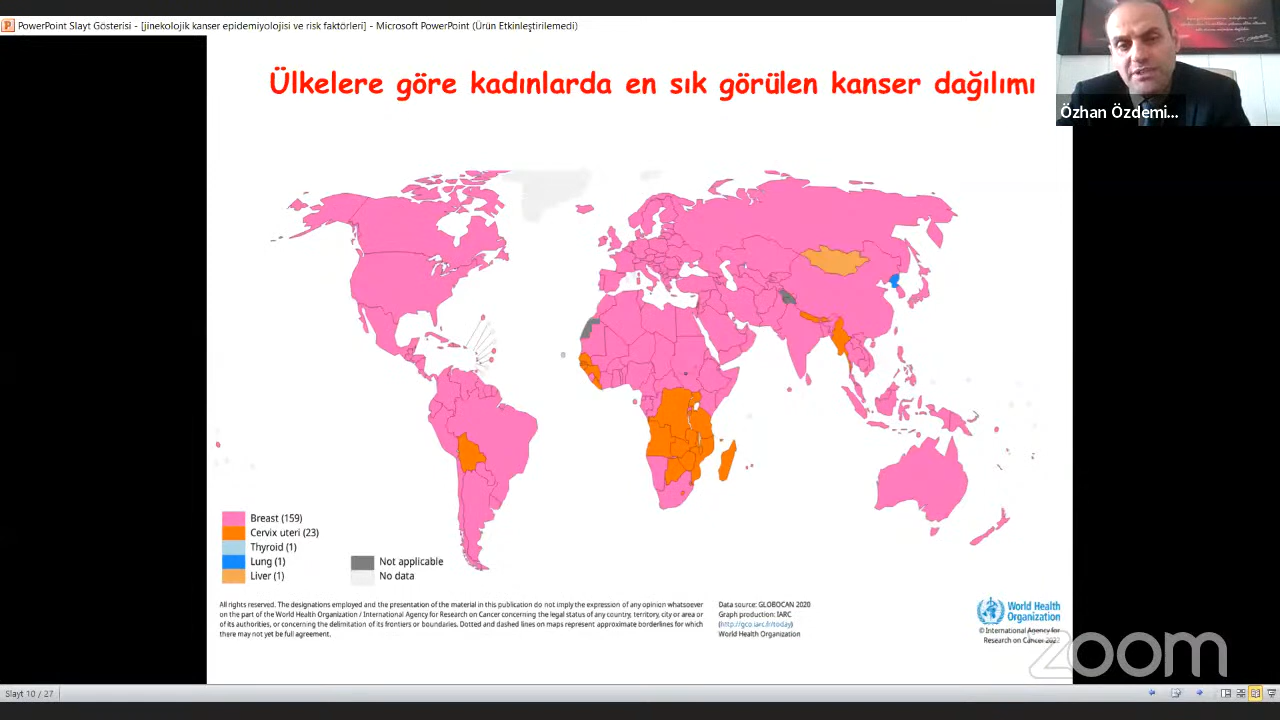 PowerPoint Slayt Gösterisi - [jinekolojik kanser epidemiyolojisi ve risk faktörleri] - Microsoft PowerPoint (Ürün Etkinleştirilemedi)
Ülkelere göre kadınlarda en sık görülen kanser dağılımı
Özhan Özdemi...
Breast (159)
Cervix uteri (23)
Thyroid (1)
Lung (1)
Liver (1)
Not applicable
No data
All rights reserved. The designations employed and the presentation of the material in this publication do not imply the expression of any opinion whatsoever
on the part of the World Health Organization / International Agency for Research on Cancer concerning the legal status of any country, territory, city or area or
of its authorities, or concerning the delimitation of its frontiers or boundaries. Dotted and dashed lines on maps represent approximate borderlines for which
there may not yet be full agreement.
Data source: GLOBOCAN 2020
Graph production: IARC
(http://gco.iarc.fr/today)
World Health Organization
World Health
Organization
© International Agency for
Research on Cancer
zoom
Slayt 10 / 27